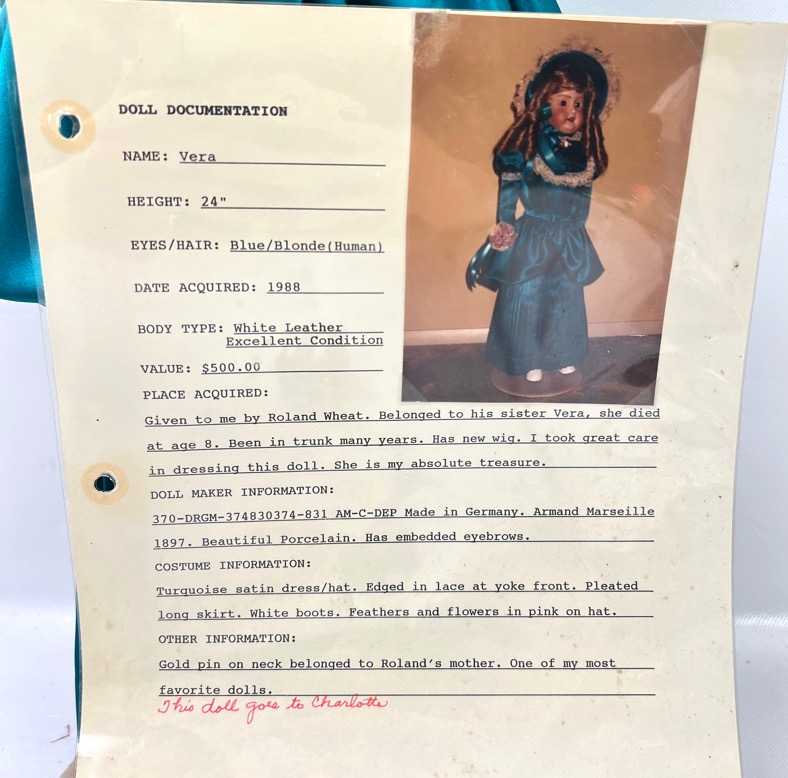 DOLL DOCUMENTATION
NAME: Vera
HEIGHT: 24"
EYES/HAIR: Blue/Blonde(Human)
DATE ACQUIRED: 1988
BODY TYPE: White Leather
Excellent Condition
VALUE: $500.00
PLACE ACQUIRED:
Given to me by Roland Wheat. Belonged to his sister Vera, she died
at age 8. Been in trunk many years. Has new wig. I took great care
in dressing this doll. She is my absolute treasure.
DOLL MAKER INFORMATION:
370-DRGM-374830374-831 AM-C-DEP Made in Germany. Armand Marseille
1897. Beautiful Porcelain. Has embedded eyebrows.
COSTUME INFORMATION:
Turquoise satin dress/hat. Edged in lace at yoke front. Pleated
long skirt. White boots. Feathers and flowers in pink on hat.
OTHER INFORMATION:
Gold pin on neck belonged to Roland's mother. One of my most
favorite dolls.
This doll goes to Charlotte